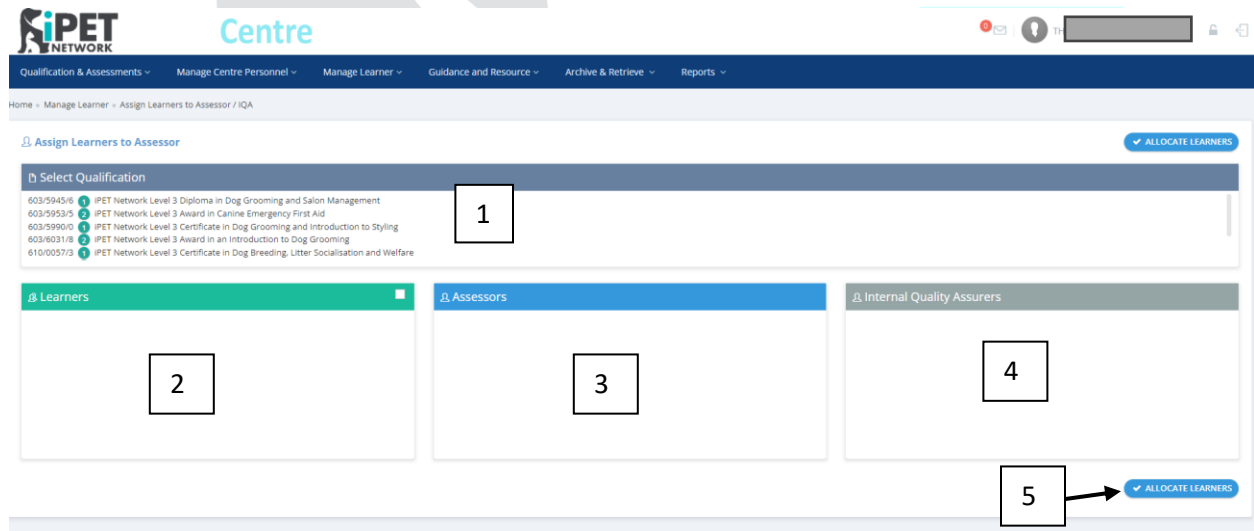 iPET
NETWORK
Centre
0
TH
Qualification & Assessments
Manage Centre Personnel
Manage Learner
Guidance and Resource
Archive & Retrieve
Reports
Home » Manage Learner » Assign Learners to Assessor / IQA
Assign Learners to Assessor
ALLOCATE LEARNERS
Select Qualification
603/5945/6 1 iPET Network Level 3 Diploma in Dog Grooming and Salon Management
603/5953/5 2 iPET Network Level 3 Award in Canine Emergency First Aid
603/5990/0 1 iPET Network Level 3 Certificate in Dog Grooming and Introduction to Styling
603/6031/8 2 iPET Network Level 3 Award in an Introduction to Dog Grooming
610/0057/3 1 iPET Network Level 3 Certificate in Dog Breeding, Litter Socialisation and Welfare
1
Learners
Assessors
Internal Quality Assurers
2
3
4
5
ALLOCATE LEARNERS